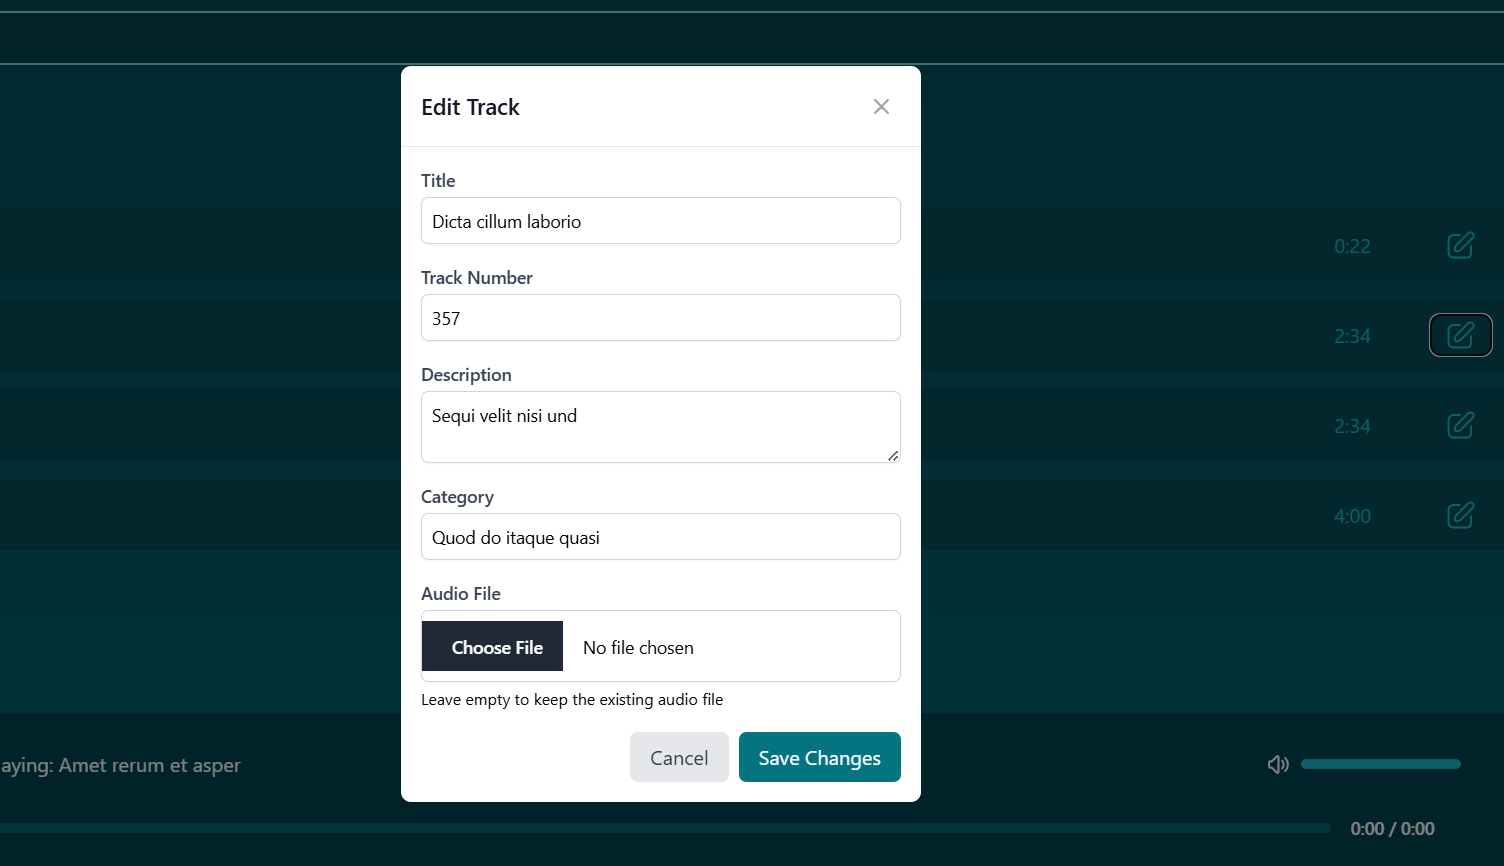 Edit Track
Title
Dicta cillum laborio
Track Number
357
Description
Sequi velit nisi und
Category
Quod do itaque quasi
Audio File
Choose File No file chosen
Leave empty to keep the existing audio file
Cancel Save Changes
0:22
2:34
2:34
4:00
aying: Amet rerum et asper
0:00 / 0:00